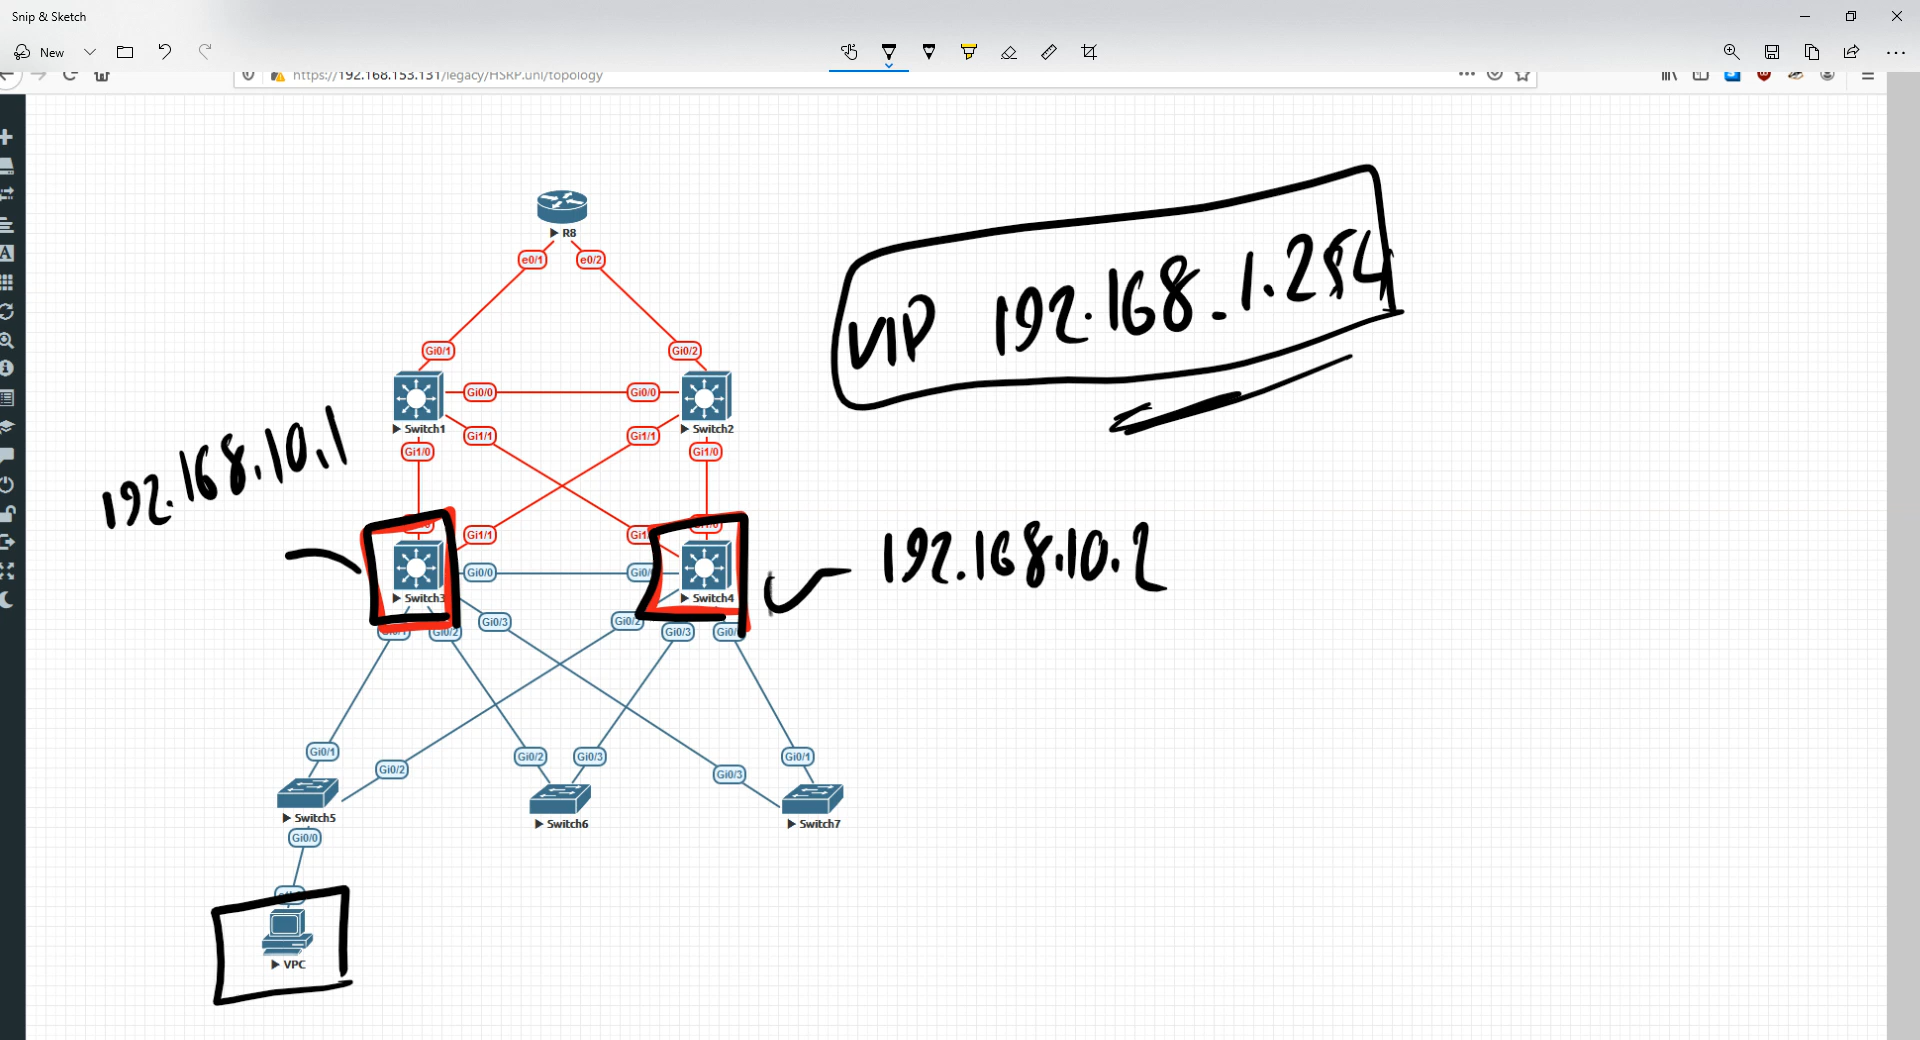 Snip & Sketch
New
https://192.168.153.131/legacy/HSRP.unl/topology
R8
e0/1
e0/2
VIP 192.168.1.254
Gi0/1
Gi0/2
Gi0/0
Gi0/0
Switch1
Switch2
Gi1/1
Gi1/1
Gi1/0
Gi1/0
192.168.10.1
Gi1/1
192.168.10.2
Gi0/0
Switch3
Switch4
Gi0/3
Gi0/2
Gi0/2
Gi0/3
Gi0/1
Gi0/2
Gi0/3
Gi0/1
Gi0/2
Gi0/3
Switch5
Switch6
Switch7
Gi0/0
VPC